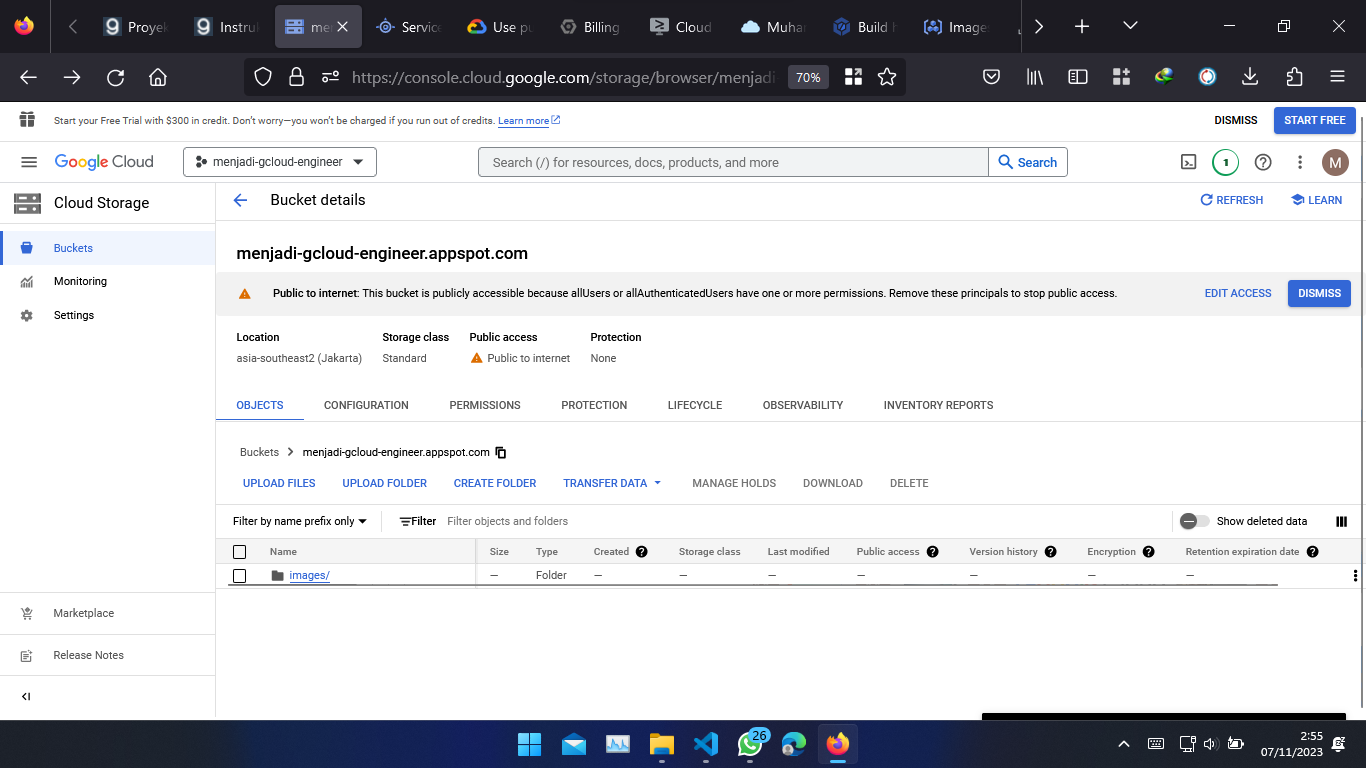 Proyek
Instruk
me
Service
Use pu
Billing
Cloud
Muha
Build
Image
https://console.cloud.google.com/storage/browser/menjadi
70%
Start your Free Trial with $300 in credit. Don't worry—you won't be charged if you run out of credits. Learn more
DISMISS
START FREE
Google Cloud
menjadi-gcloud-engineer
Search (/) for resources, docs, products, and more
Search
1
M
Cloud Storage
Bucket details
REFRESH
LEARN
Buckets
Monitoring
Settings
menjadi-gcloud-engineer.appspot.com
Public to internet: This bucket is publicly accessible because allUsers or allAuthenticatedUsers have one or more permissions. Remove these principals to stop public access.
EDIT ACCESS
DISMISS
Location
Storage class
Public access
Protection
asia-southeast2 (Jakarta)
Standard
Public to internet
None
OBJECTS
CONFIGURATION
PERMISSIONS
PROTECTION
LIFECYCLE
OBSERVABILITY
INVENTORY REPORTS
Buckets
menjadi-gcloud-engineer.appspot.com
UPLOAD FILES
UPLOAD FOLDER
CREATE FOLDER
TRANSFER DATA
MANAGE HOLDS
DOWNLOAD
DELETE
Filter by name prefix only
Filter
Filter objects and folders
Show deleted data
Name
Size
Type
Created
Storage class
Last modified
Public access
Version history
Encryption
Retention expiration date
images/
—
Folder
—
—
—
—
—
—
—
Marketplace
Release Notes
26
2:55
07/11/2023